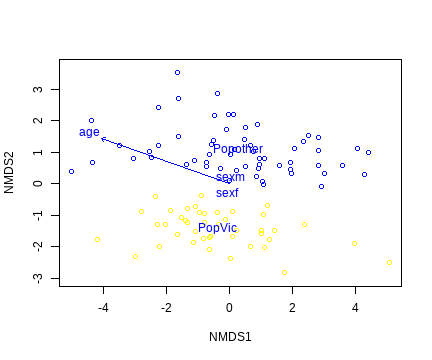 NMDS2
3
2
1
0
-1
-2
-3
age
Popother
sexm
sexf
PopVic
-4 -2 0 2 4
NMDS1